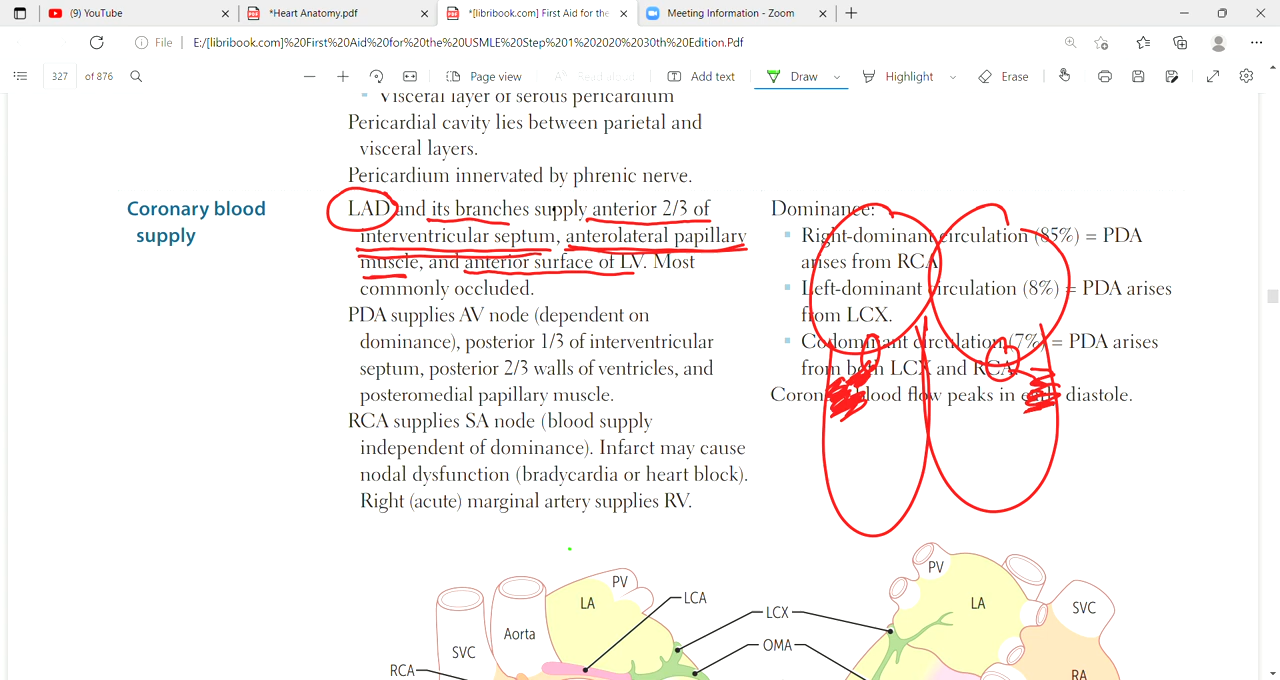 (9) YouTube
*Heart Anatomy.pdf
*[libribook.com] First Aid for the
Meeting Information - Zoom
File
E:/[libribook.com]%20First%20Aid%20for%20the%20USMLE%20Step%201%202020%2030th%20Edition.Pdf
327 of 876
Page view
Read aloud
Add text
Draw
Highlight
Erase
Visceral layer of serous pericardium
Pericardial cavity lies between parietal and
visceral layers.
Pericardium innervated by phrenic nerve.
Coronary blood
supply
LAD and its branches supply anterior 2/3 of
interventricular septum, anterolateral papillary
muscle, and anterior surface of LV. Most
commonly occluded.
PDA supplies AV node (dependent on
dominance), posterior 1/3 of interventricular
septum, posterior 2/3 walls of ventricles, and
posteromedial papillary muscle.
RCA supplies SA node (blood supply
independent of dominance). Infarct may cause
nodal dysfunction (bradycardia or heart block).
Right (acute) marginal artery supplies RV.
Dominance:
Right-dominant circulation (85%) = PDA
arises from RCA
Left-dominant circulation (8%) = PDA arises
from LCX.
Codominant circulation (7%) = PDA arises
from both LCX and RCA.
Coronary blood flow peaks in early diastole.
SVC
Aorta
LA
PV
LCA
LCX
OMA
RCA
PV
LA
SVC
RA